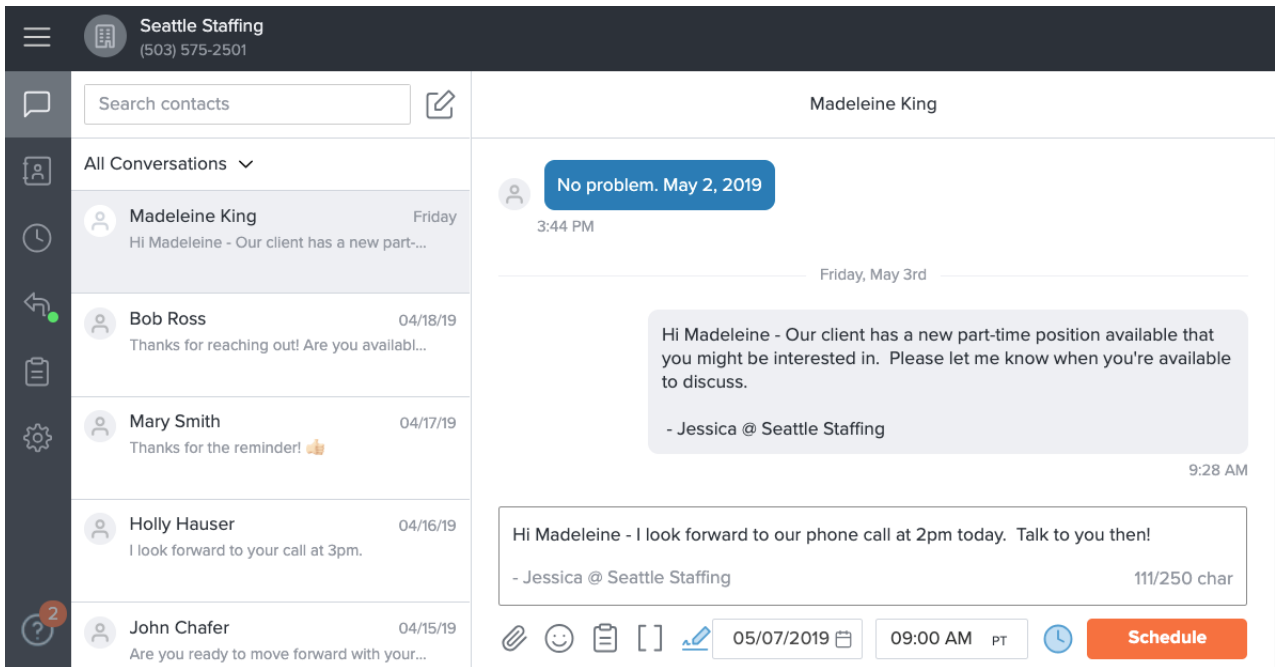 Seattle Staffing
(503) 575-2501
Search contacts
All Conversations
Madeleine King
Friday
Hi Madeleine - Our client has a new part-...
Bob Ross
04/18/19
Thanks for reaching out! Are you availabl...
Mary Smith
04/17/19
Thanks for the reminder! 👍🏼
Holly Hauser
04/16/19
I look forward to your call at 3pm.
John Chafer
04/15/19
Are you ready to move forward with your...
2
Madeleine King
No problem. May 2, 2019
3:44 PM
Friday, May 3rd
Hi Madeleine - Our client has a new part-time position available that
you might be interested in.  Please let me know when you're available
to discuss.
- Jessica @ Seattle Staffing
9:28 AM
Hi Madeleine - I look forward to our phone call at 2pm today.  Talk to you then!
- Jessica @ Seattle Staffing
111/250 char
05/07/2019
09:00 AM PT
Schedule